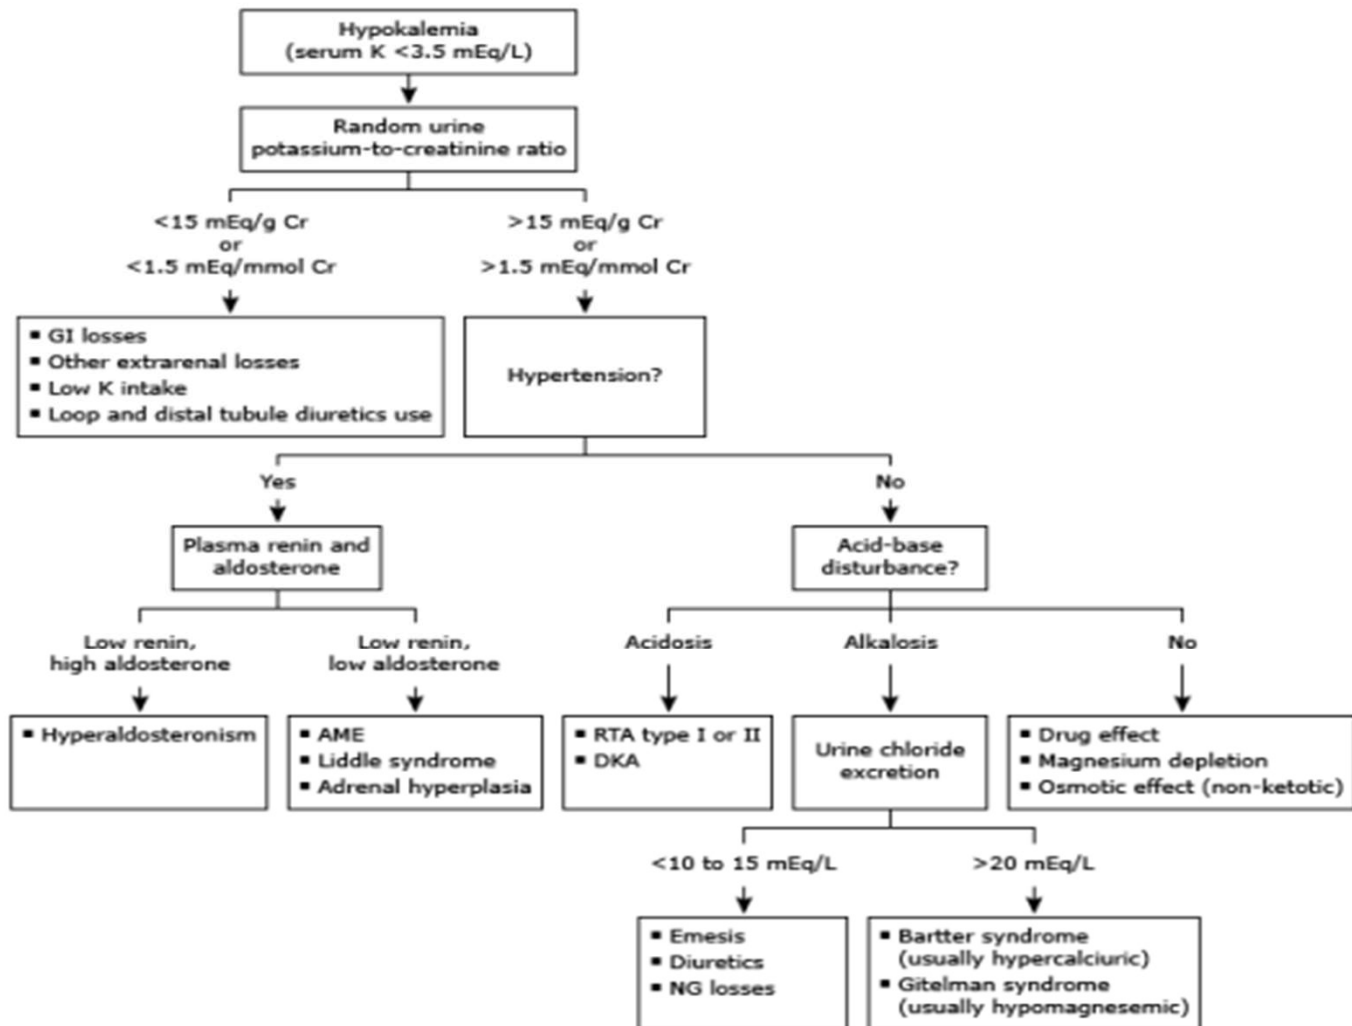 Hypokalemia
(serum K <3.5 mEq/L)
Random urine
potassium-to-creatinine ratio
<15 mEq/g Cr
or
<1.5 mEq/mmol Cr
>15 mEq/g Cr
or
>1.5 mEq/mmol Cr
▪ GI losses
▪ Other extrarenal losses
▪ Low K intake
▪ Loop and distal tubule diuretics use
Hypertension?
Yes
No
Plasma renin and
aldosterone
Acid-base
disturbance?
Low renin,
high aldosterone
Low renin,
low aldosterone
Acidosis
Alkalosis
No
▪ Hyperaldosteronism
▪ AME
▪ Liddle syndrome
▪ Adrenal hyperplasia
▪ RTA type I or II
▪ DKA
Urine chloride
excretion
▪ Drug effect
▪ Magnesium depletion
▪ Osmotic effect (non-ketotic)
<10 to 15 mEq/L
>20 mEq/L
▪ Emesis
▪ Diuretics
▪ NG losses
▪ Bartter syndrome
(usually hypercalciuric)
▪ Gitelman syndrome
(usually hypomagnesemic)